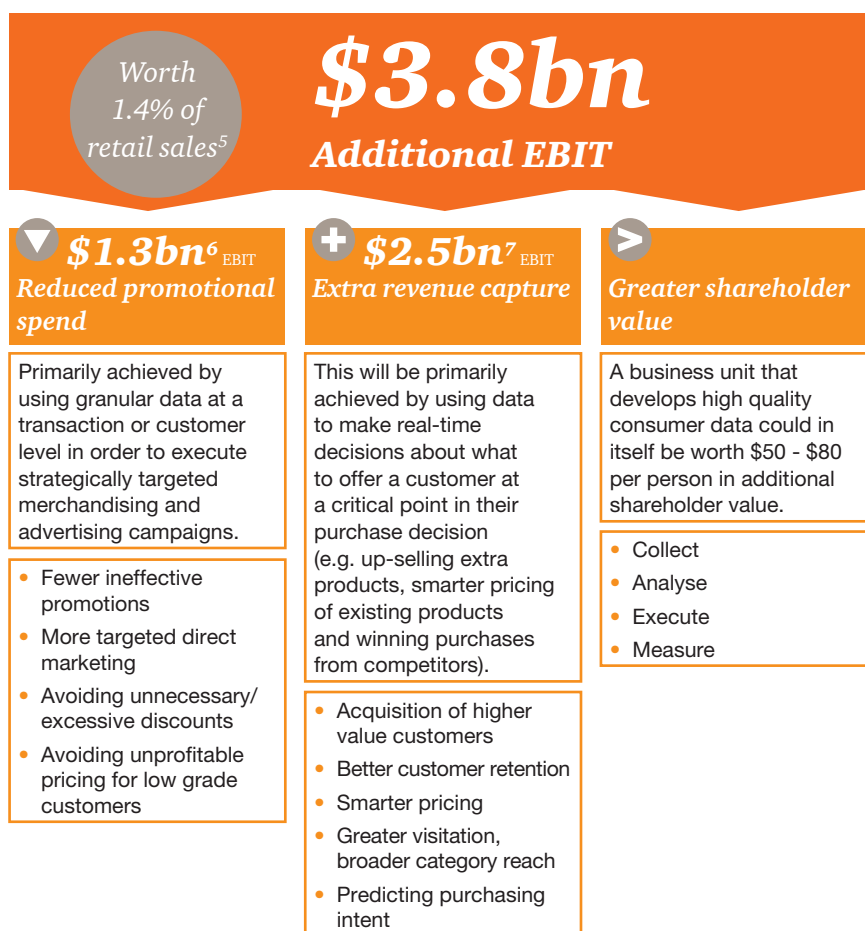 Worth
1.4% of
retail sales5
$3.8bn
Additional EBIT
$1.3bn6 EBIT
Reduced promotional
spend
Primarily achieved by
using granular data at a
transaction or customer
level in order to execute
strategically targeted
merchandising and
advertising campaigns.
• Fewer ineffective
promotions
• More targeted direct
marketing
• Avoiding unnecessary/
excessive discounts
• Avoiding unprofitable
pricing for low grade
customers
$2.5bn7 EBIT
Extra revenue capture
This will be primarily
achieved by using data
to make real-time
decisions about what
to offer a customer at
a critical point in their
purchase decision
(e.g. up-selling extra
products, smarter pricing
of existing products
and winning purchases
from competitors).
• Acquisition of higher
value customers
• Better customer retention
• Smarter pricing
• Greater visitation,
broader category reach
• Predicting purchasing
intent
Greater shareholder
value
A business unit that
develops high quality
consumer data could in
itself be worth $50 - $80
per person in additional
shareholder value.
• Collect
• Analyse
• Execute
• Measure